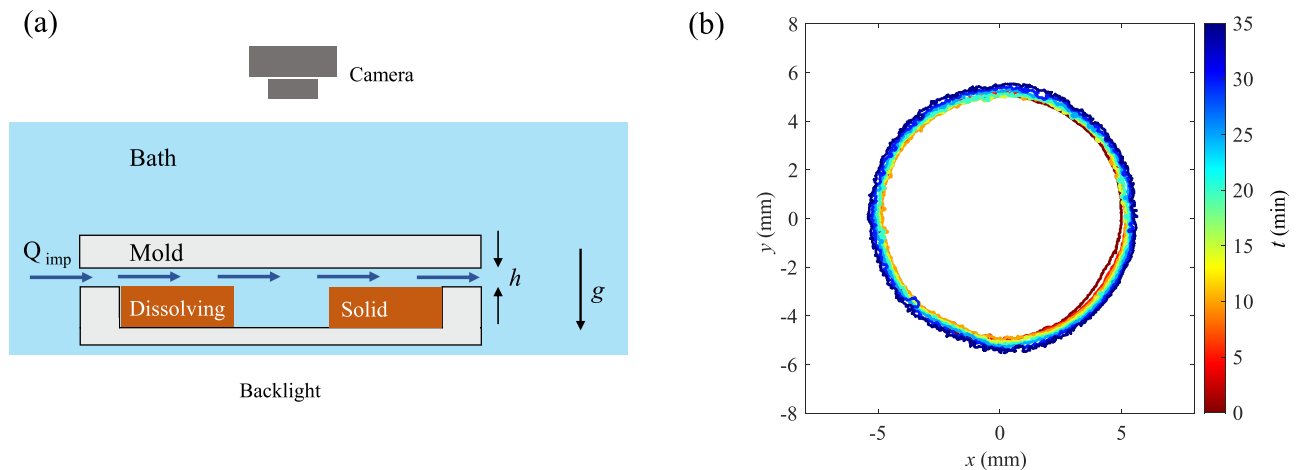 (a)
Camera
Bath
Q imp
Mold
h
Dissolving
Solid
g
Backlight
(b)
8
6
4
2
0
-2
-4
-6
-8
y (mm)
-5
0
5
x (mm)
35
30
25
20
15
10
5
0
t (min)